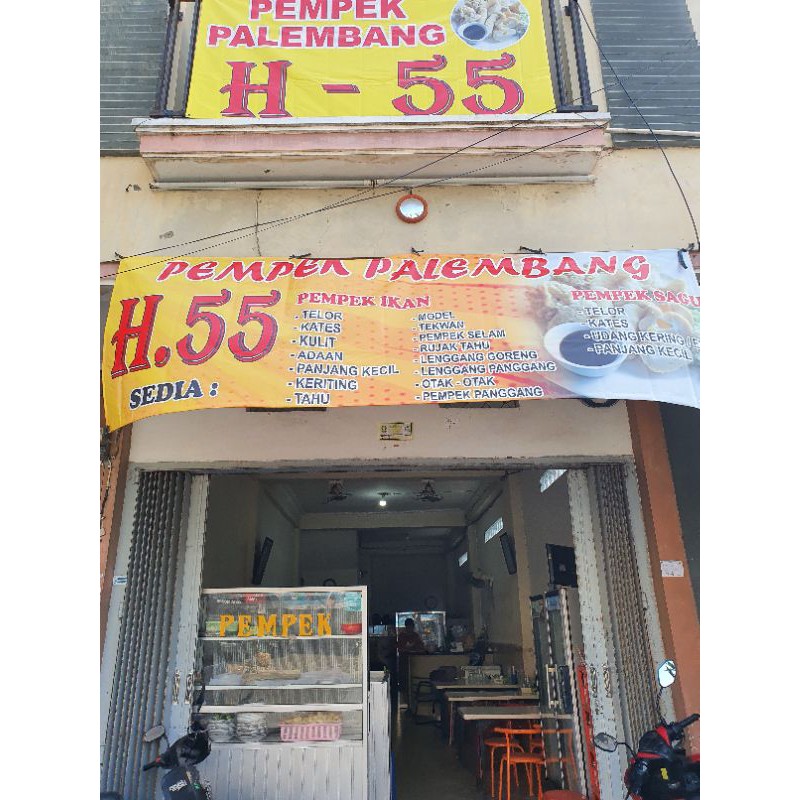 PEMPEK
PALEMBANG
H - 55
PEMPEK PALEMBANG
H.55
SEDIA :
PEMPEK IKAN
- TELOR
- KATES
- KULIT
- ADAAN
- PANJANG KECIL
- KERITING
- TAHU
- MODEL
- TEKWAN
- PEMPEK SELAM
- RUJAK TAHU
- LENGGANG GORENG
- LENGGANG PANGGANG
- OTAK - OTAK
- PEMPEK PANGGANG
PEMPEK SAGU
- TELOR
- KATES
- UDANG KERING
- PANJANG KECIL
PEMPEK